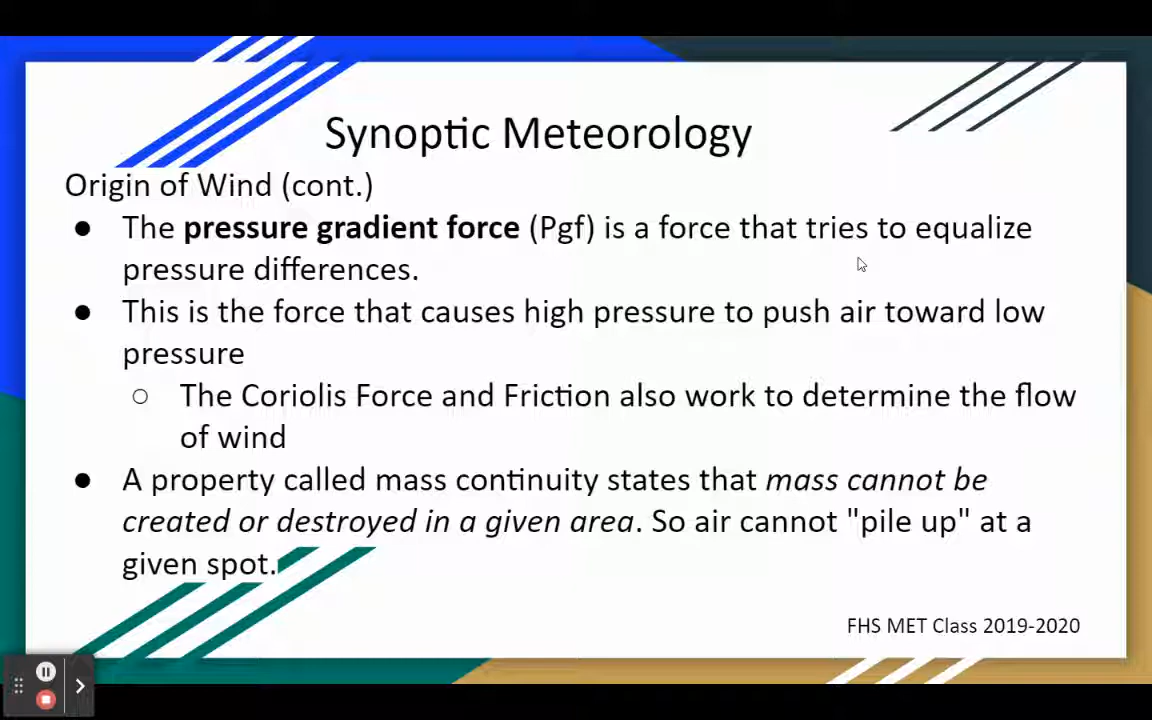 Synoptic Meteorology
Origin of Wind (cont.)
● The pressure gradient force (Pgf) is a force that tries to equalize
pressure differences.
● This is the force that causes high pressure to push air toward low
pressure
○ The Coriolis Force and Friction also work to determine the flow
of wind
● A property called mass continuity states that mass cannot be
created or destroyed in a given area. So air cannot "pile up" at a
given spot.
FHS MET Class 2019-2020